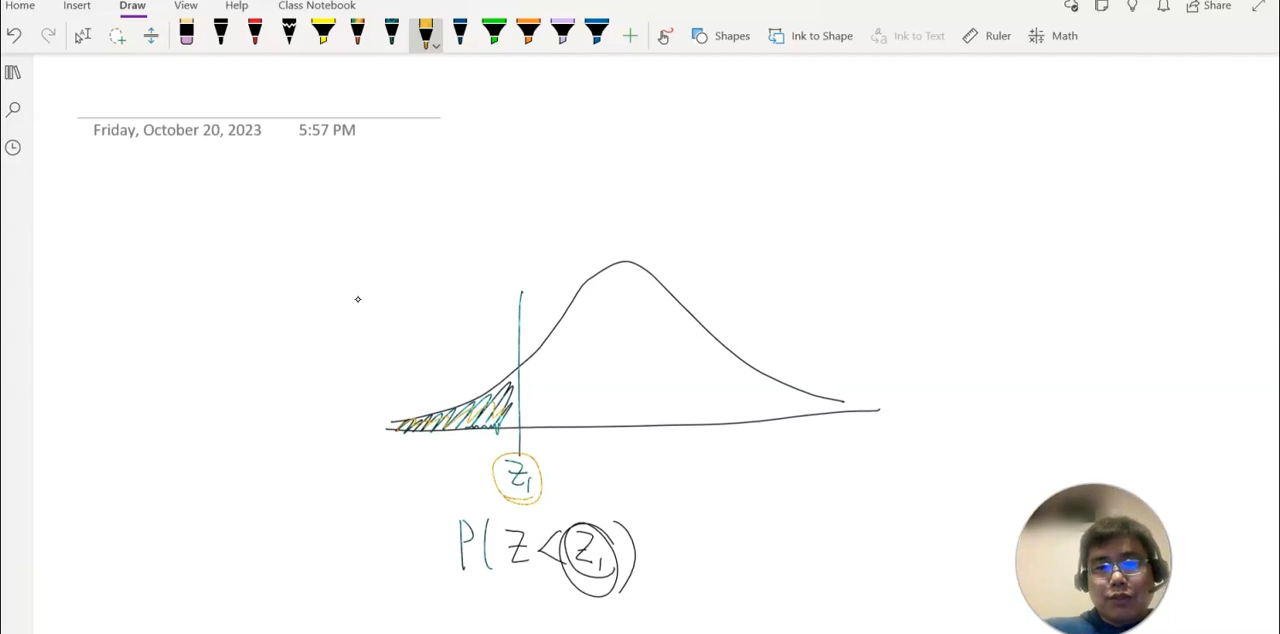 Home Insert Draw View Help Class Notebook Share
Shapes Ink to Shape Ink to Text Ruler Math
Friday, October 20, 2023 5:57 PM
Z₁
P(Z<Z₁)